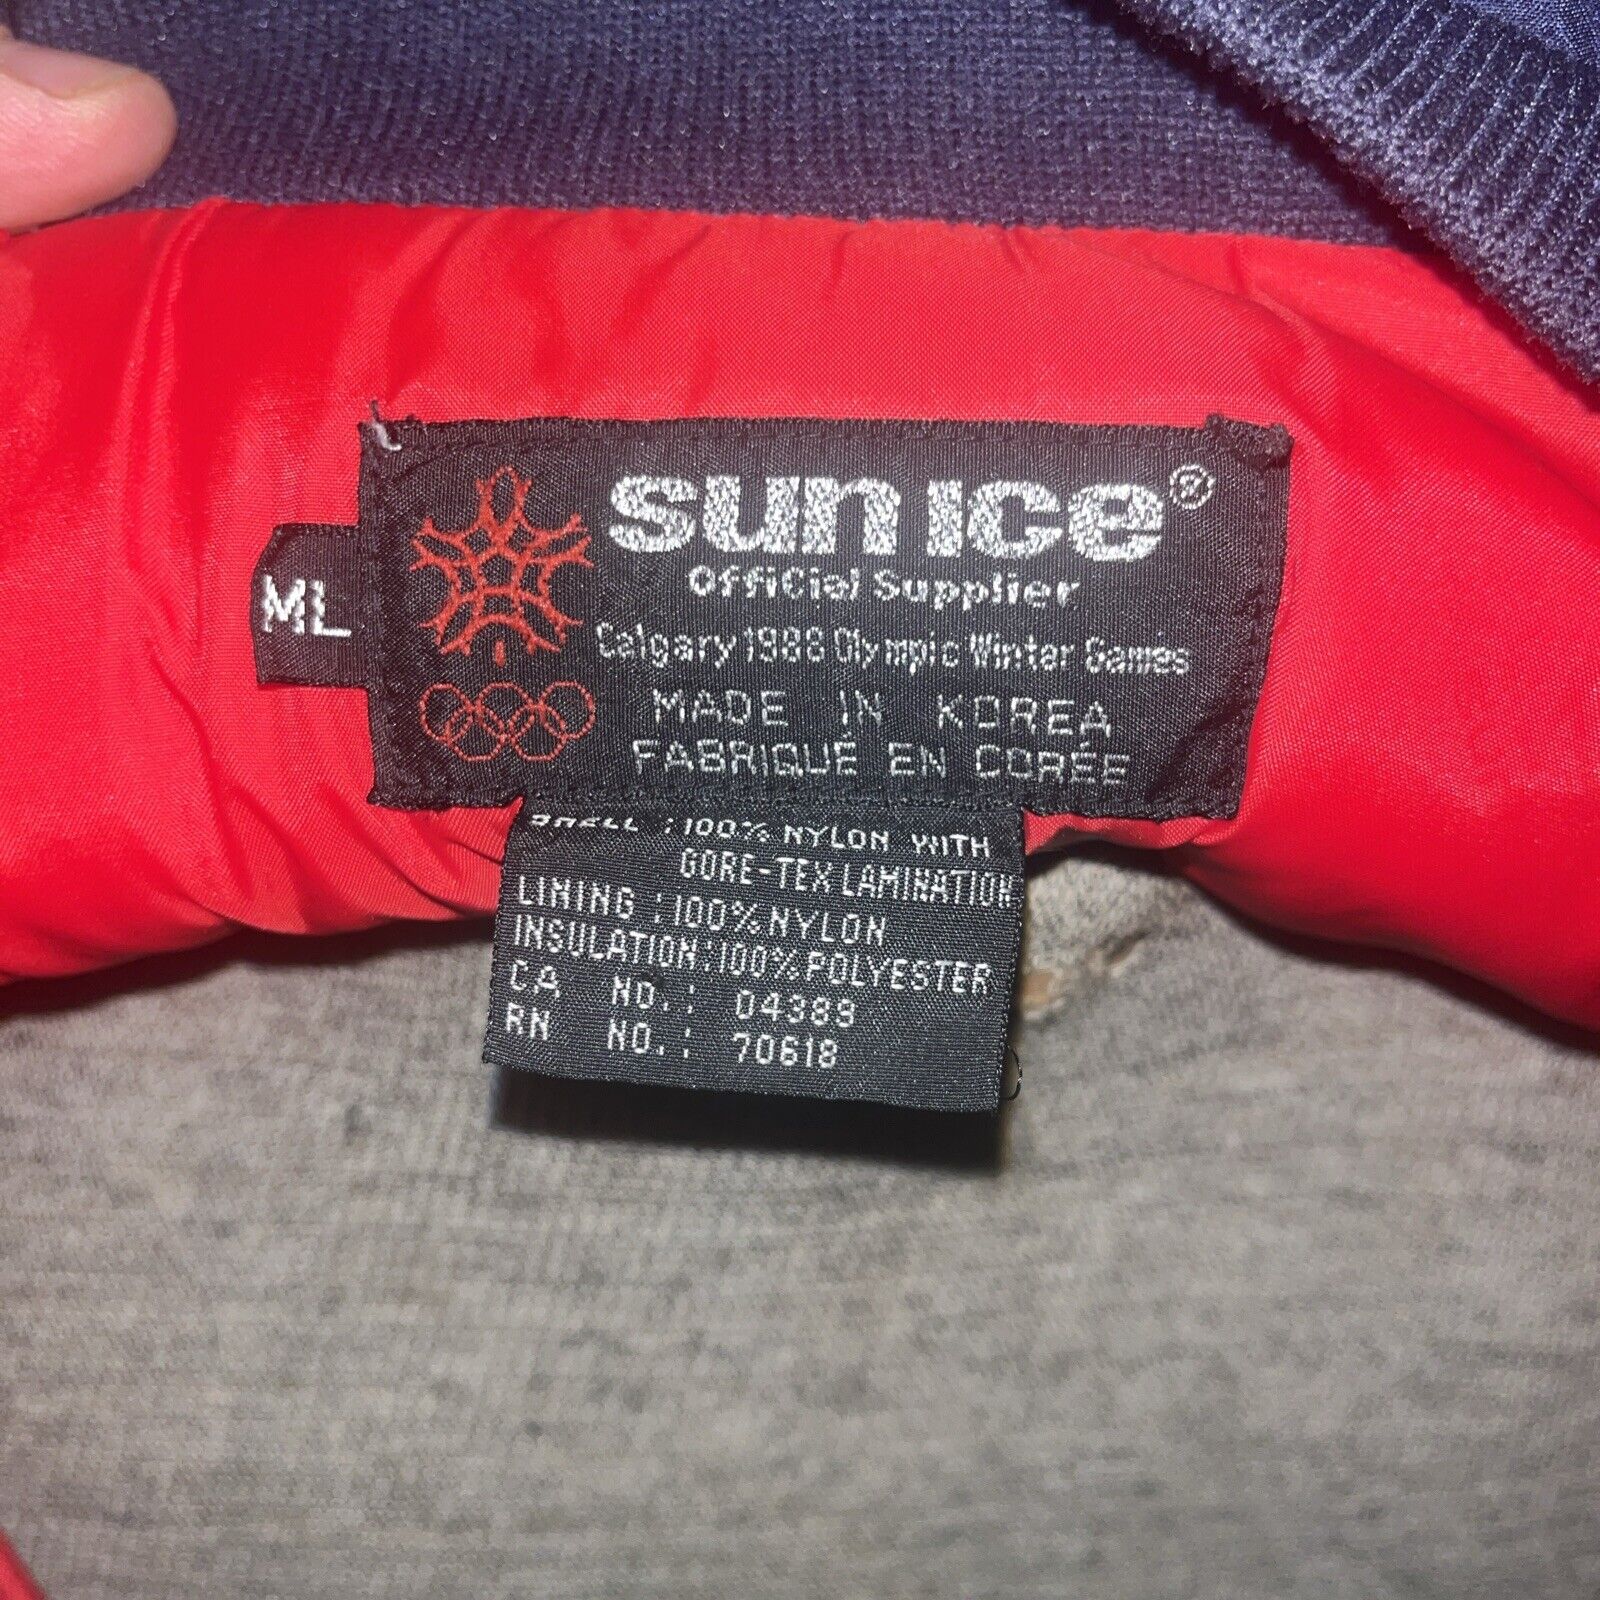 ML
sun ice®
Official Supplier
Calgary 1988 Olympic Winter Games
MADE IN KOREA
FABRIQUÉ EN CORÉE
SHELL : 100% NYLON WITH
GORE-TEX LAMINATION
LINING : 100% NYLON
INSULATION : 100% POLYESTER
CA NO. : 04389
RN NO. : 70618